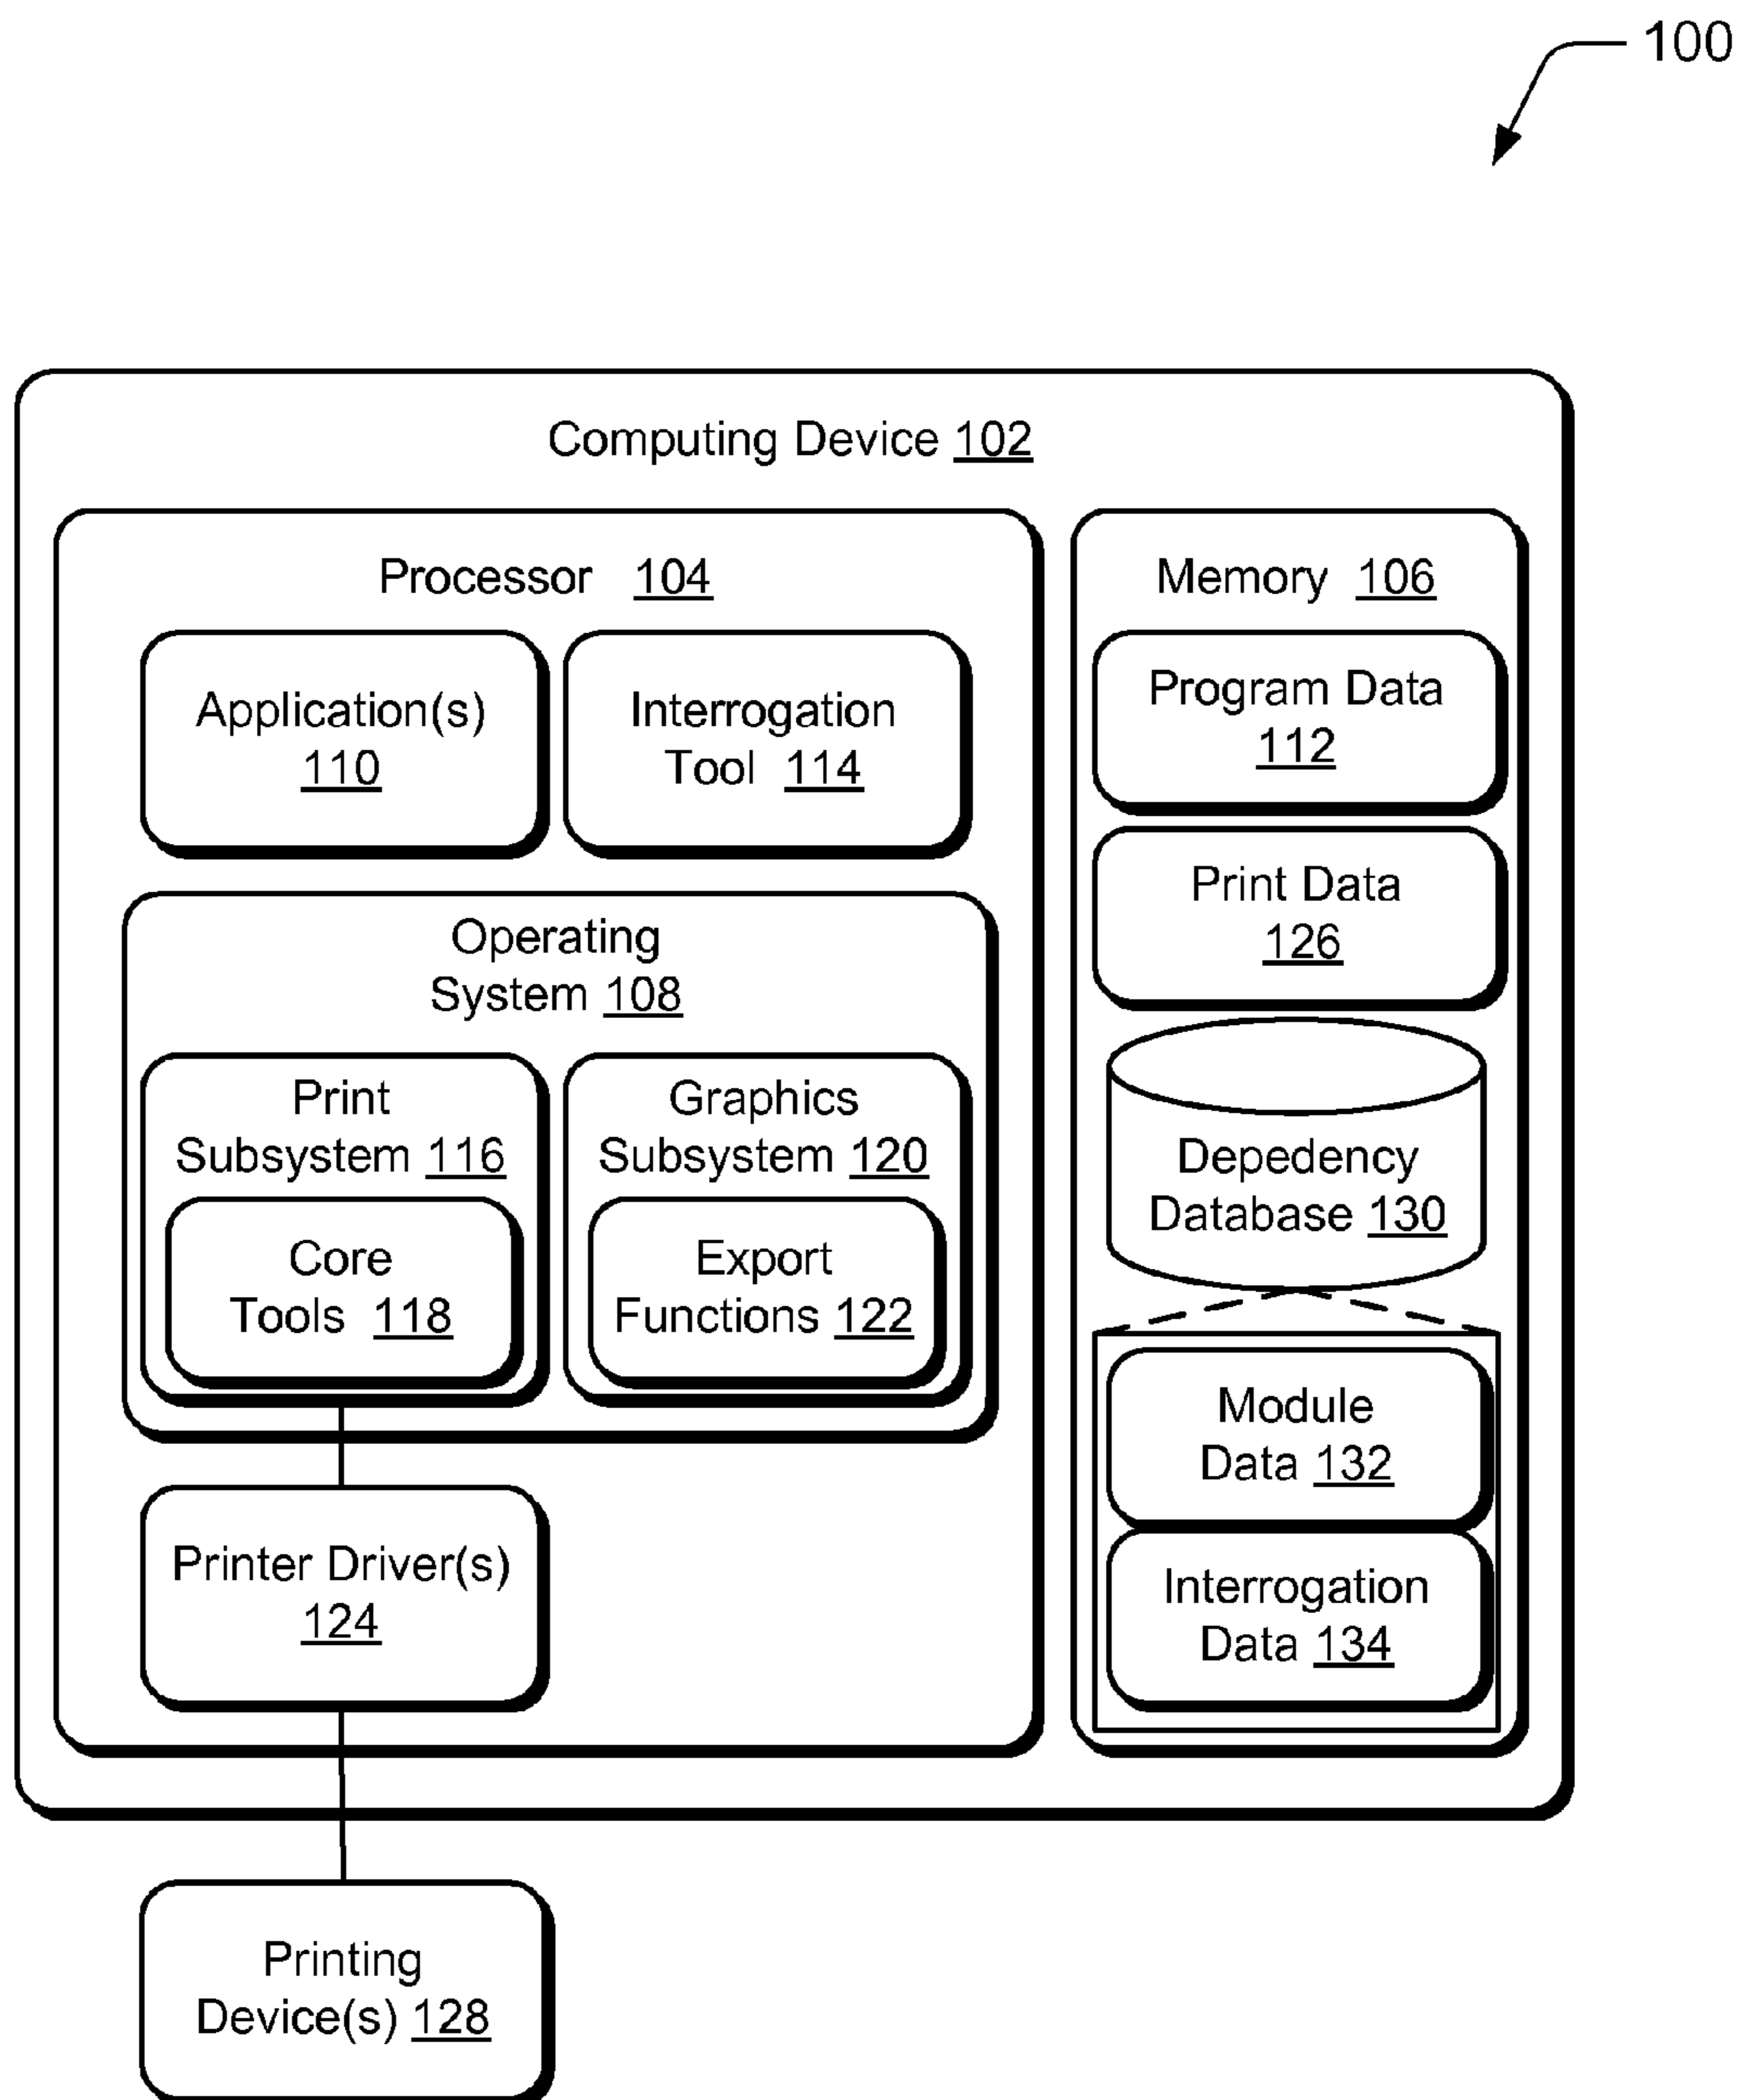 100
Computing Device 102
Processor 104
Application(s)
110
Interrogation
Tool 114
Operating
System 108
Print
Subsystem 116
Core
Tools 118
Graphics
Subsystem 120
Export
Functions 122
Printer Driver(s)
124
Memory 106
Program Data
112
Print Data
126
Depedency
Database 130
Module
Data 132
Interrogation
Data 134
Printing
Device(s) 128